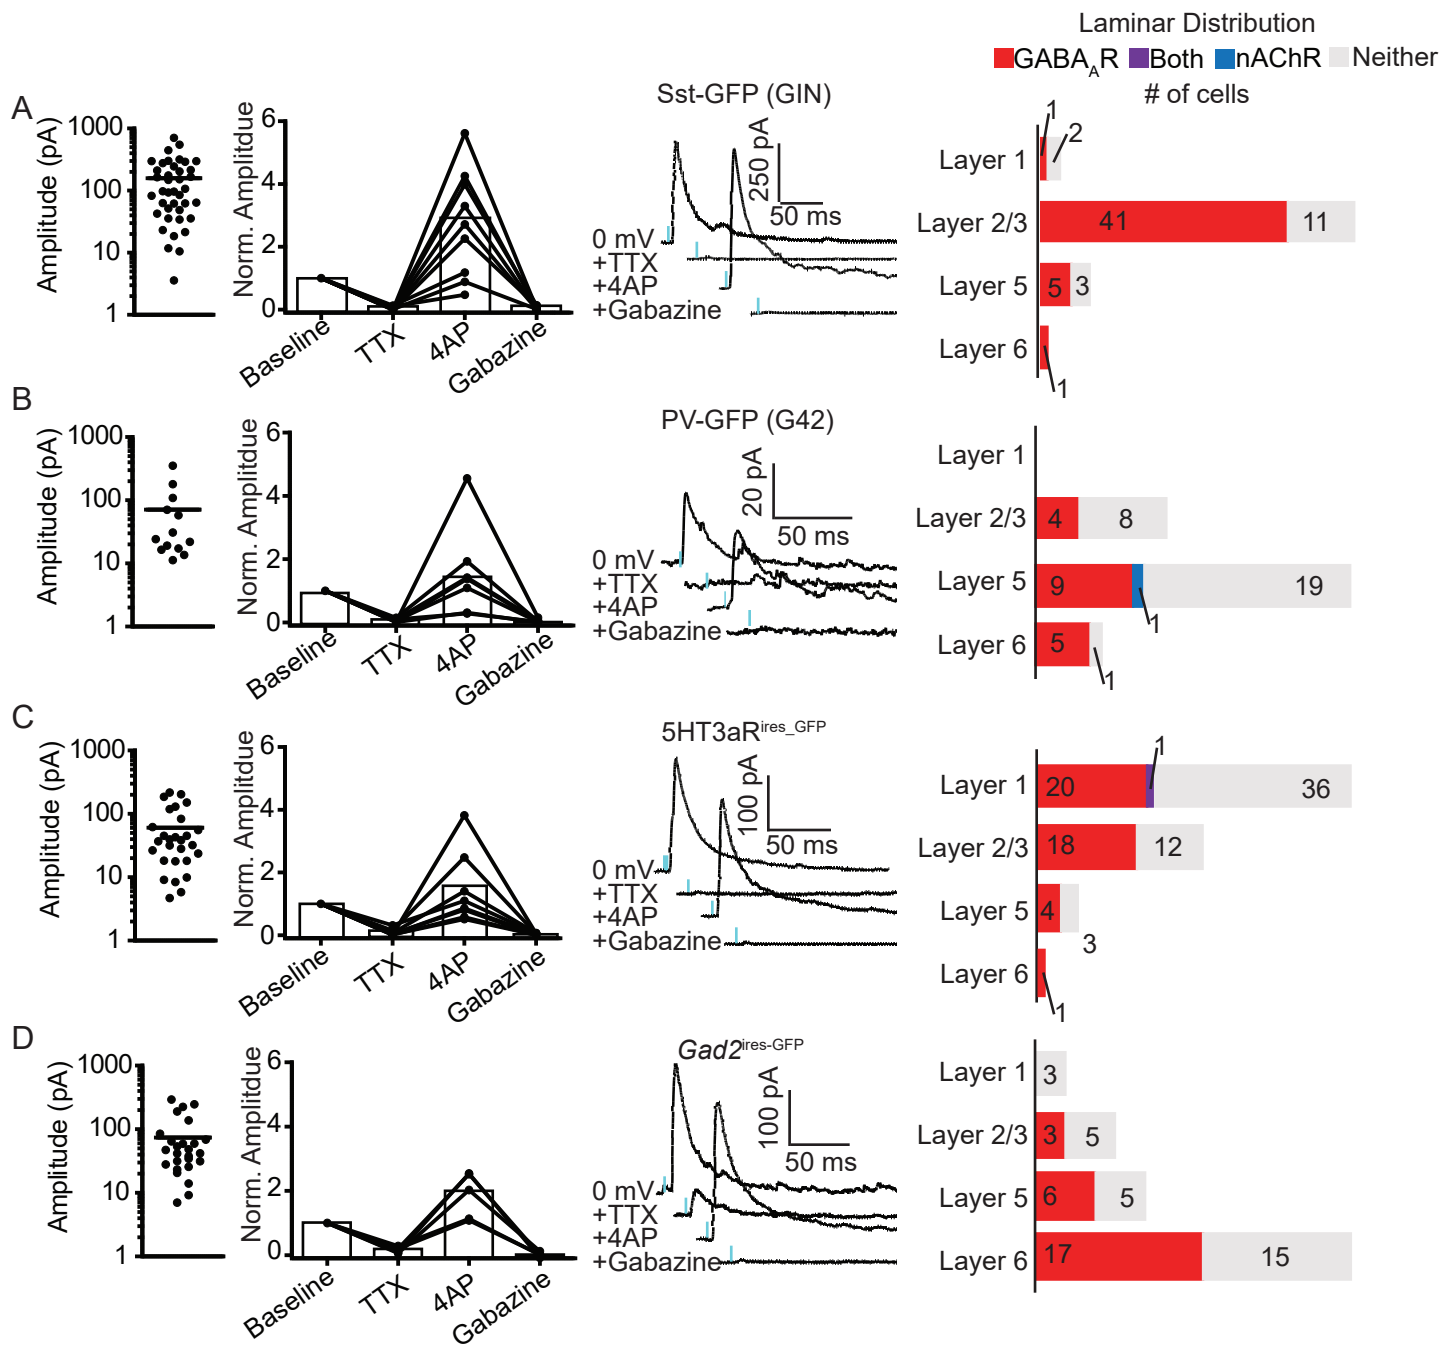 Laminar Distribution
GABA_AR Both nAChR Neither
# of cells
A
Sst-GFP (GIN)
Amplitude (pA)
1000
100
10
1
Norm. Amplitdue
6
4
2
0
Baseline
TTX
4AP
Gabazine
250 pA
50 ms
0 mV
+TTX
+4AP
+Gabazine
Layer 1
1
2
Layer 2/3
41
11
Layer 5
5
3
Layer 6
1
B
PV-GFP (G42)
Amplitude (pA)
1000
100
10
1
Norm. Amplitdue
6
4
2
0
Baseline
TTX
4AP
Gabazine
20 pA
50 ms
0 mV
+TTX
+4AP
+Gabazine
Layer 1
Layer 2/3
4
8
Layer 5
9
1
19
Layer 6
5
1
C
5HT3aRires_GFP
Amplitude (pA)
1000
100
10
1
Norm. Amplitdue
6
4
2
0
Baseline
TTX
4AP
Gabazine
100 pA
50 ms
0 mV
+TTX
+4AP
+Gabazine
Layer 1
20
1
36
Layer 2/3
18
12
Layer 5
4
3
Layer 6
1
D
Gad2ires-GFP
Amplitude (pA)
1000
100
10
1
Norm. Amplitdue
6
4
2
0
Baseline
TTX
4AP
Gabazine
100 pA
50 ms
0 mV
+TTX
+4AP
+Gabazine
Layer 1
3
Layer 2/3
3
5
Layer 5
6
5
Layer 6
17
15